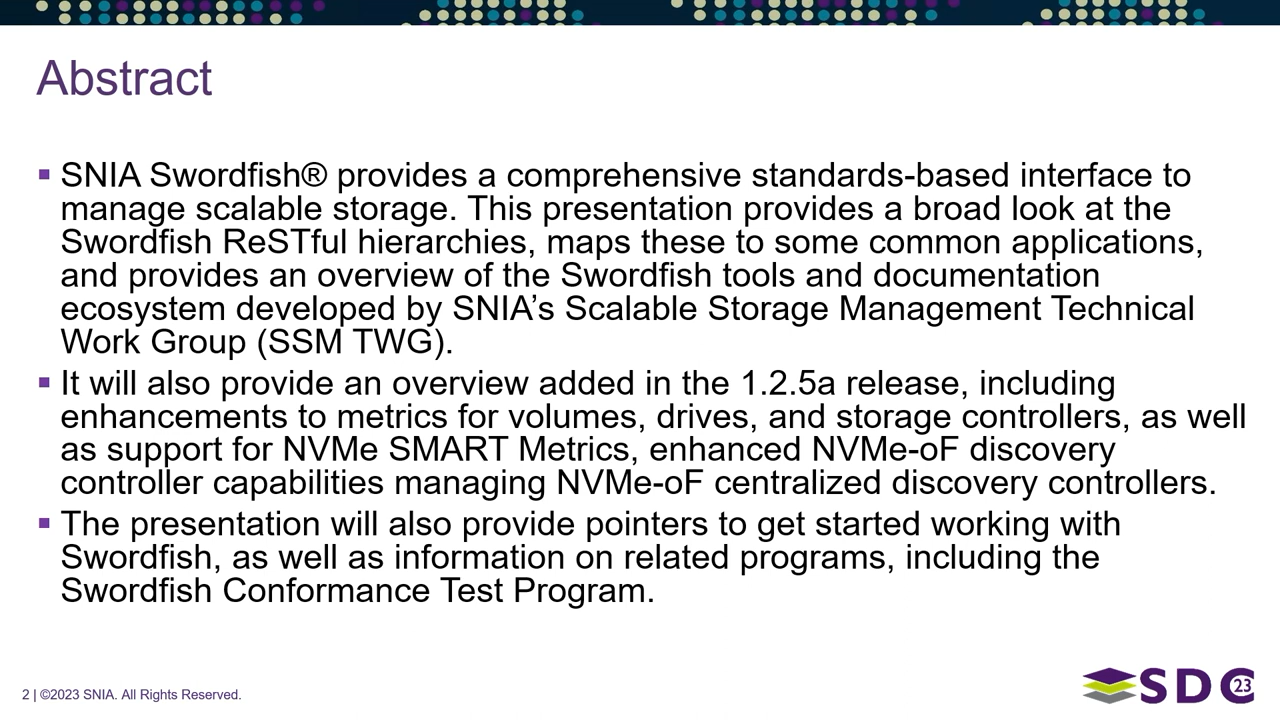 Abstract
SNIA Swordfish® provides a comprehensive standards-based interface to
manage scalable storage. This presentation provides a broad look at the
Swordfish ReSTful hierarchies, maps these to some common applications,
and provides an overview of the Swordfish tools and documentation
ecosystem developed by SNIA’s Scalable Storage Management Technical
Work Group (SSM TWG).
It will also provide an overview added in the 1.2.5a release, including
enhancements to metrics for volumes, drives, and storage controllers, as well
as support for NVMe SMART Metrics, enhanced NVMe-oF discovery
controller capabilities managing NVMe-oF centralized discovery controllers.
The presentation will also provide pointers to get started working with
Swordfish, as well as information on related programs, including the
Swordfish Conformance Test Program.
2 | ©2023 SNIA. All Rights Reserved.
SDC 23